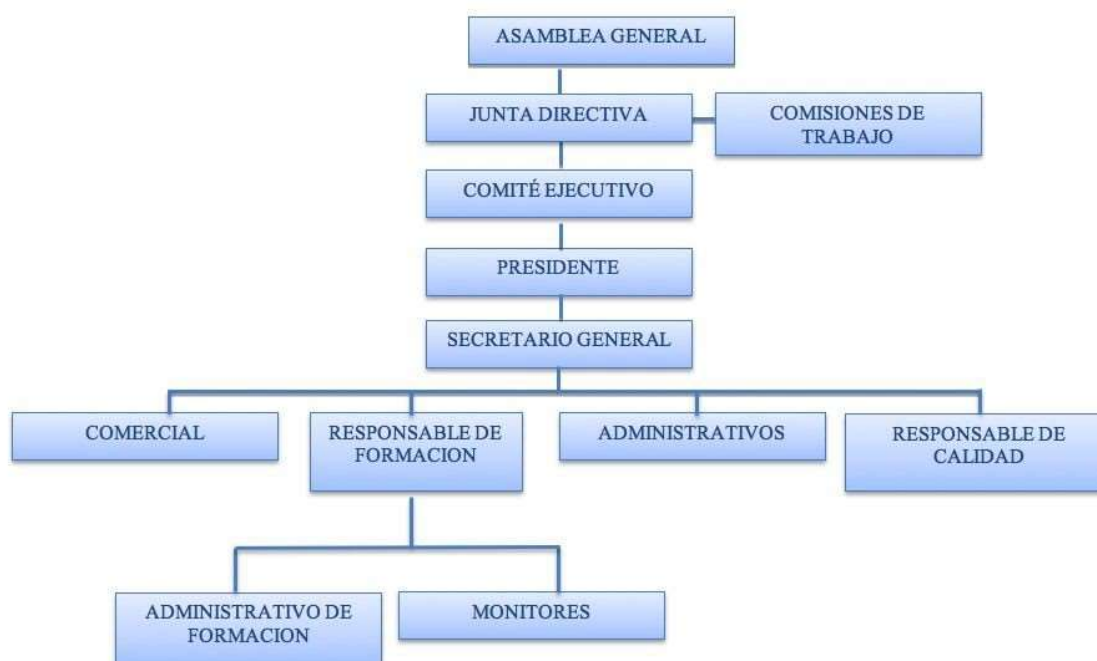 ASAMBLEA GENERAL
JUNTA DIRECTIVA
COMISIONES DE
TRABAJO
COMITÉ EJECUTIVO
PRESIDENTE
SECRETARIO GENERAL
COMERCIAL
RESPONSABLE DE
FORMACION
ADMINISTRATIVOS
RESPONSABLE DE
CALIDAD
ADMINISTRATIVO DE
FORMACION
MONITORES